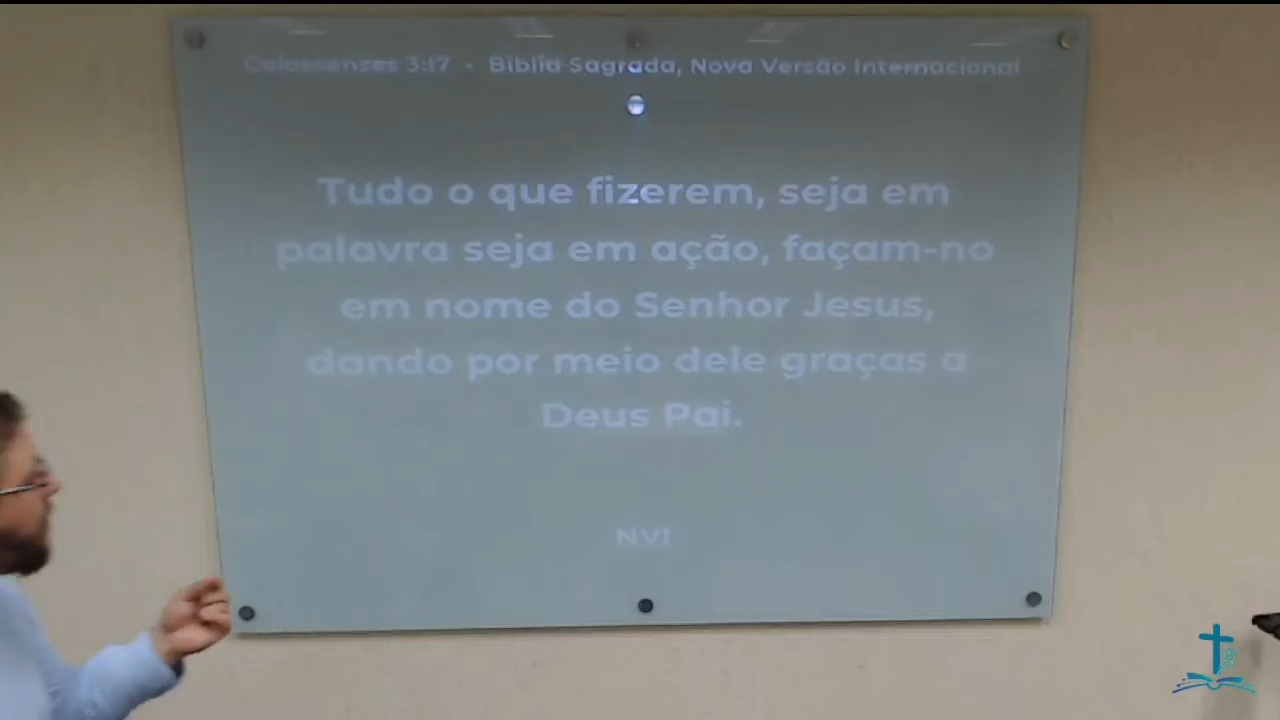 Colossenses 3:17 • Bíblia Sagrada, Nova Versão Internacional
Tudo o que fizerem, seja em
palavra seja em ação, façam-no
em nome do Senhor Jesus,
dando por meio dele graças a
Deus Pai.
NVI